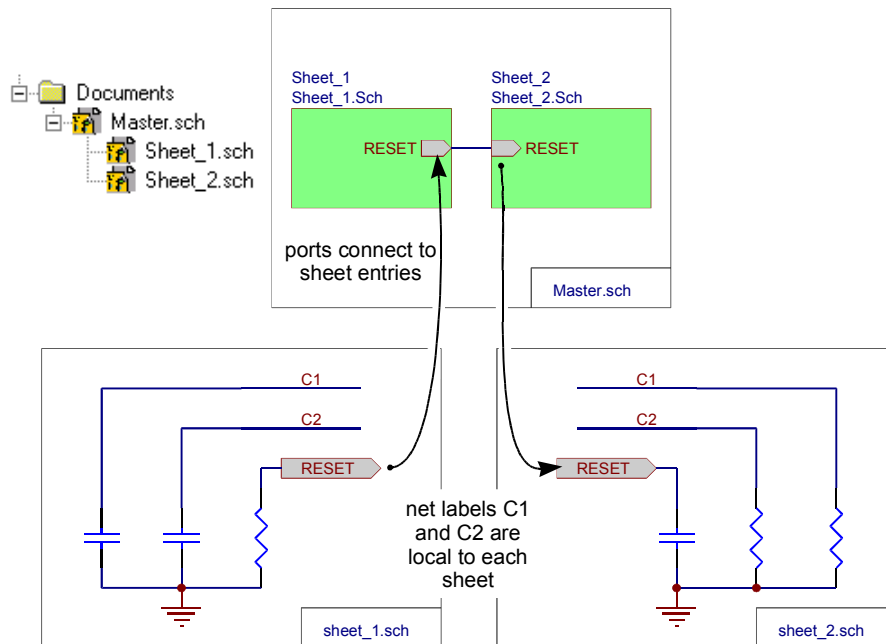 Documents
Master.sch
Sheet_1.sch
Sheet_2.sch
Sheet_1
Sheet_1.Sch
Sheet_2
Sheet_2.Sch
RESET
RESET
ports connect to
sheet entries
Master.sch
C1
C2
RESET
sheet_1.sch
net labels C1
and C2 are
local to each
sheet
C1
C2
RESET
sheet_2.sch